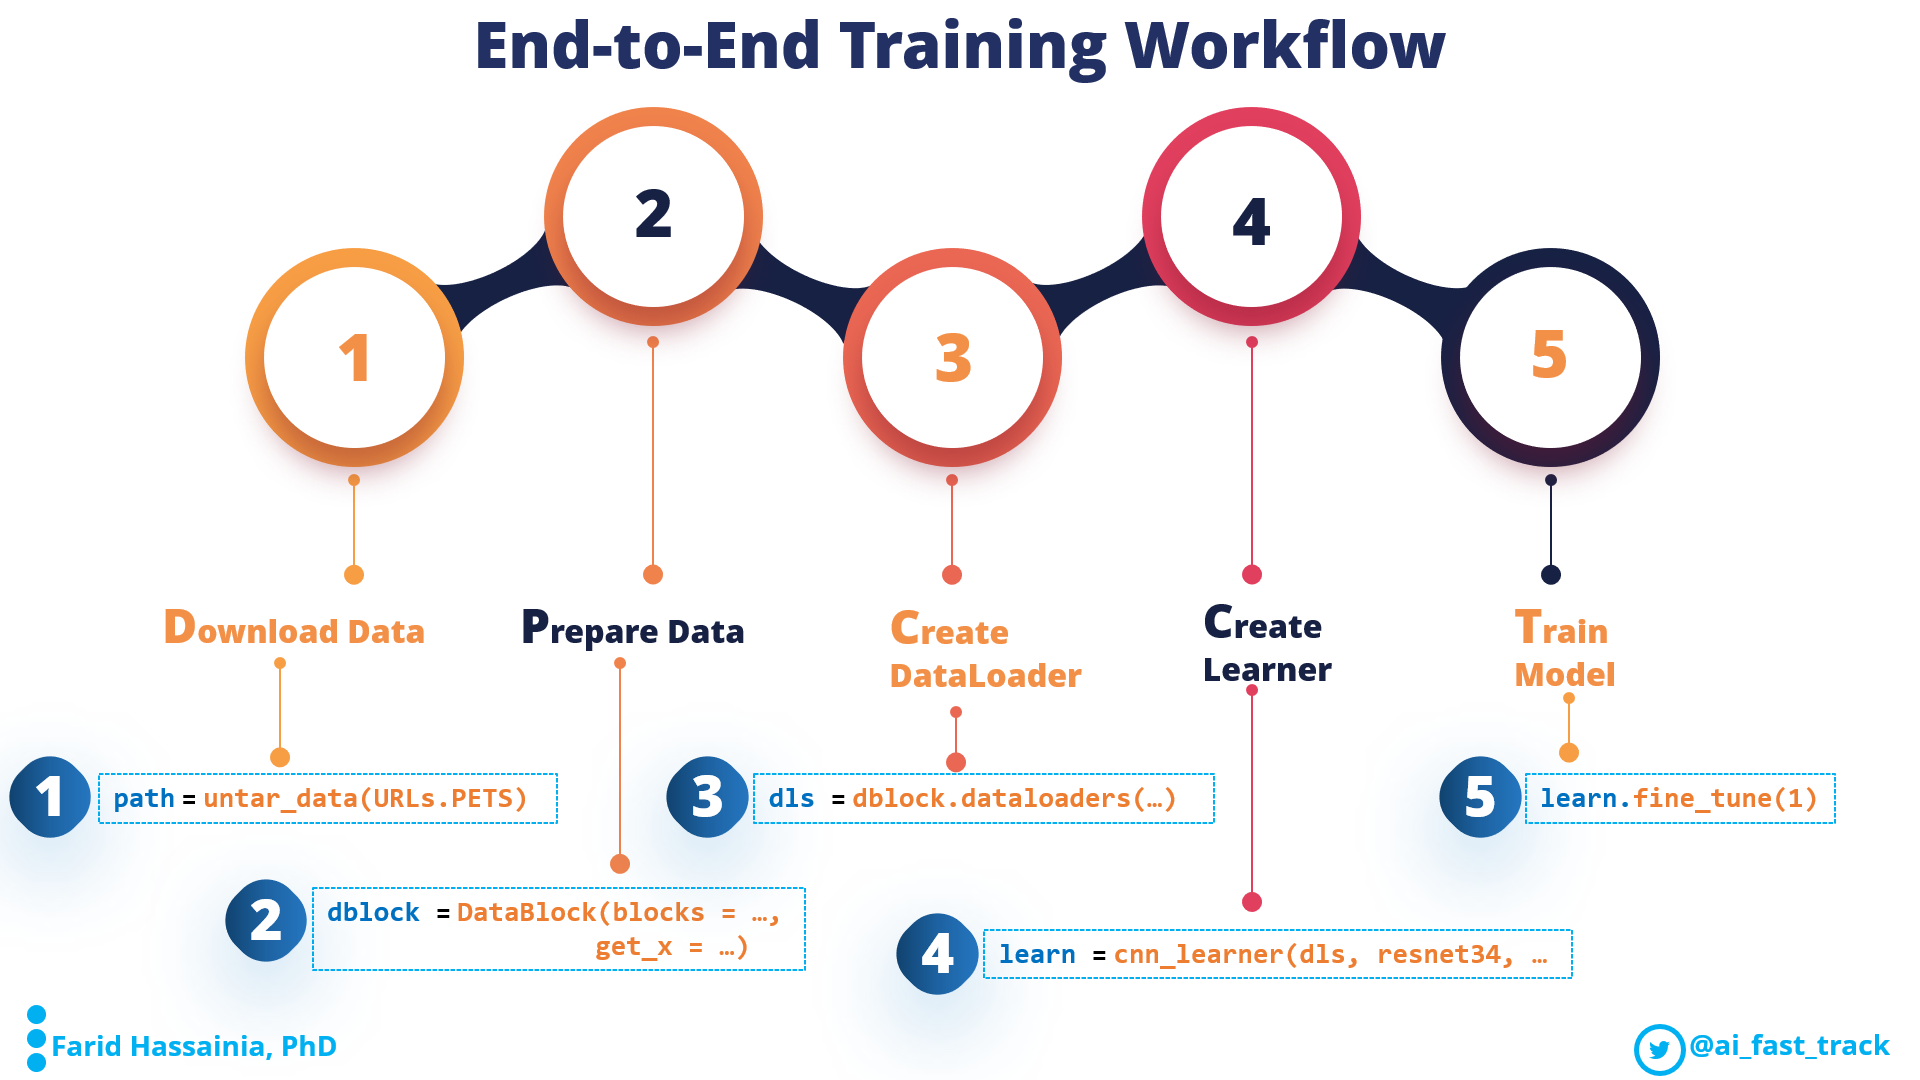 End-to-End Training Workflow
1
2
3
4
5
Download Data
Prepare Data
Create
DataLoader
Create
Learner
Train
Model
1
path = untar_data(URLs.PETS)
2
dblock = DataBlock(blocks = …,
get_x = …)
3
dls = dblock.dataloaders(…)
4
learn = cnn_learner(dls, resnet34, …
5
learn.fine_tune(1)
Farid Hassainia, PhD
@ai_fast_track